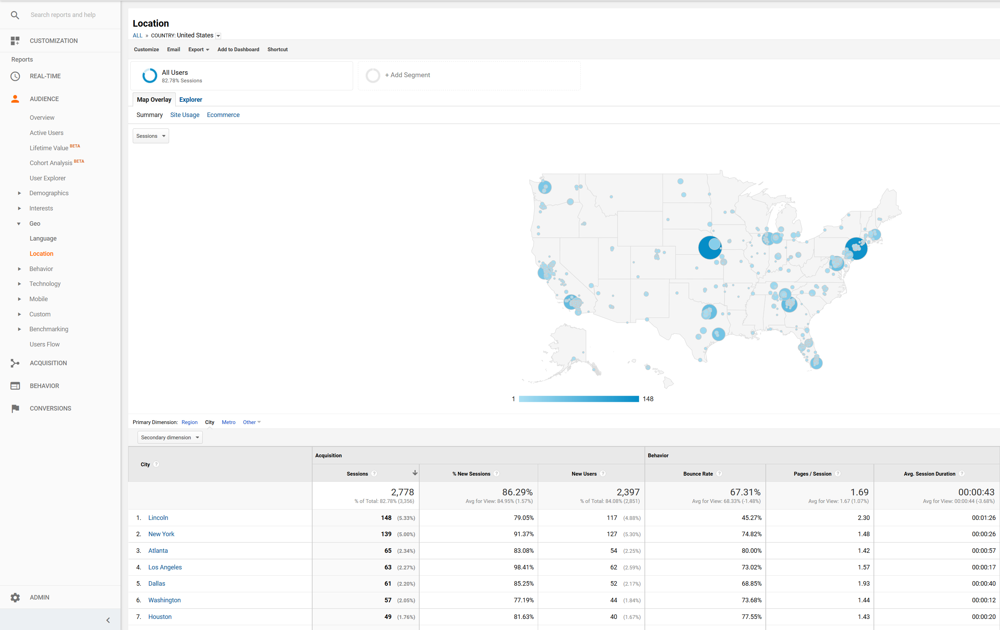 Search reports and help
CUSTOMIZATION
Reports
REAL-TIME
AUDIENCE
Overview
Active Users
Lifetime Value BETA
Cohort Analysis BETA
User Explorer
Demographics
Interests
Geo
Language
Location
Behavior
Technology
Mobile
Custom
Benchmarking
Users Flow
ACQUISITION
BEHAVIOR
CONVERSIONS
ADMIN
Location
ALL » COUNTRY: United States
Customize Email Export Add to Dashboard Shortcut
All Users
82.78% Sessions
+ Add Segment
Map Overlay Explorer
Summary Site Usage Ecommerce
Sessions
1 148
Primary Dimension: Region City Metro Other
Secondary dimension
City ? Acquisition Behavior
Sessions ? % New Sessions ? New Users ? Bounce Rate ? Pages / Session ? Avg. Session Duration ?
2,778 86.29% 2,397 67.31% 1.69 00:00:43
% of Total: 82.78% (3,356) Avg for View: 84.95% (1.57%) % of Total: 84.08% (2,851) Avg for View: 68.33% (-1.48%) Avg for View: 1.67 (1.07%) Avg for View: 00:00:44 (-3.68%)
1. Lincoln 148 (5.33%) 79.05% 117 (4.88%) 45.27% 2.30 00:01:26
2. New York 139 (5.00%) 91.37% 127 (5.30%) 74.82% 1.48 00:00:26
3. Atlanta 65 (2.34%) 83.08% 54 (2.25%) 80.00% 1.42 00:00:57
4. Los Angeles 63 (2.27%) 98.41% 62 (2.59%) 73.02% 1.57 00:00:17
5. Dallas 61 (2.20%) 85.25% 52 (2.17%) 68.85% 1.93 00:00:40
6. Washington 57 (2.05%) 77.19% 44 (1.84%) 73.68% 1.44 00:00:12
7. Houston 49 (1.76%) 81.63% 40 (1.67%) 77.55% 1.43 00:00:20